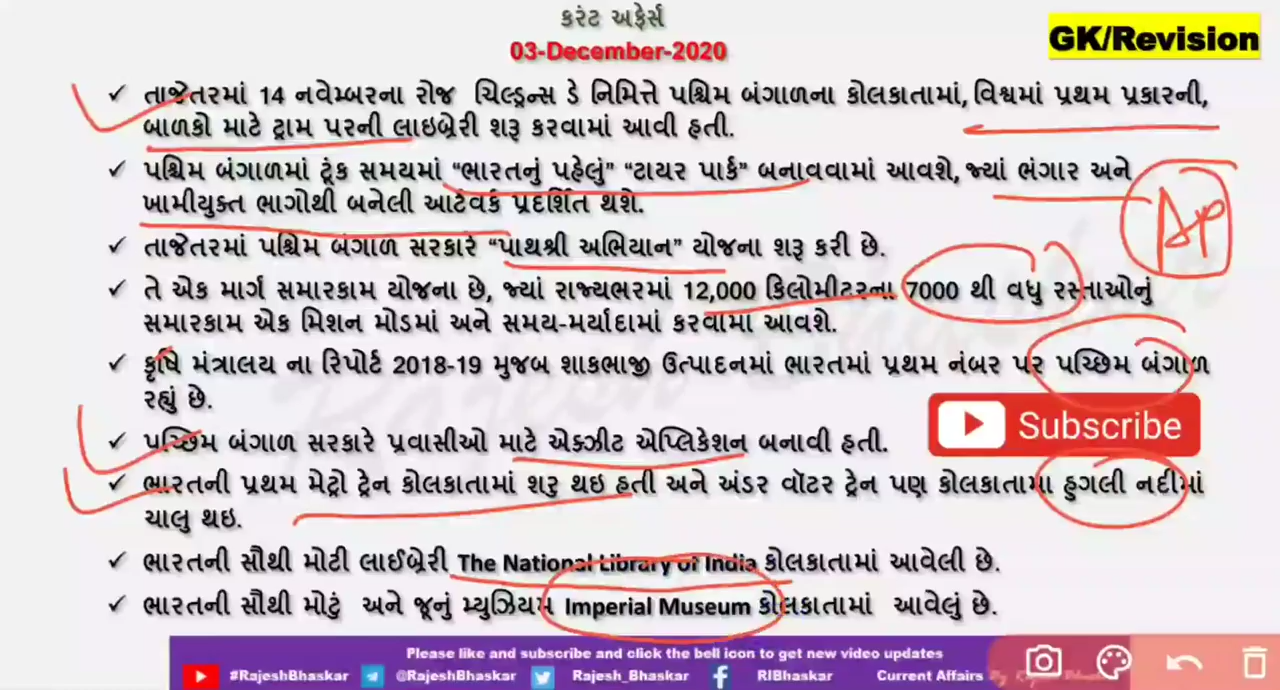 કરંટ અફેર્સ
03-December-2020
GK/Revision
✓ તાજેતરમાં 14 નવેમ્બરના રોજ ચિલ્ડ્રન્સ ડે નિમિત્તે પશ્ચિમ બંગાળના કોલકાતામાં, વિશ્વમાં પ્રથમ પ્રકારની,
બાળકો માટે ટ્રામ પરની લાઇબ્રેરી શરૂ કરવામાં આવી હતી.
✓ પશ્ચિમ બંગાળમાં ટૂંક સમયમાં “ભારતનું પહેલું” “ટાયર પાર્ક” બનાવવામાં આવશે, જ્યાં ભંગાર અને
ખામીયુક્ત ભાગોથી બનેલી આર્ટવર્ક પ્રદર્શિત થશે.
Ap
✓ તાજેતરમાં પશ્ચિમ બંગાળ સરકારે “પાથશ્રી અભિયાન” યોજના શરૂ કરી છે.
✓ તે એક માર્ગ સમારકામ યોજના છે, જ્યાં રાજ્યભરમાં 12,000 કિલોમીટરના 7000 થી વધુ રસ્તાઓનું
સમારકામ એક મિશન મોડમાં અને સમય-મર્યાદામાં કરવામાં આવશે.
✓ કૃષિ મંત્રાલય ના રિપોર્ટ 2018-19 મુજબ શાકભાજી ઉત્પાદનમાં ભારતમાં પ્રથમ નંબર પર પચ્છિમ બંગાળ
રહ્યું છે.
Subscribe
✓ પચ્છિમ બંગાળ સરકારે પ્રવાસીઓ માટે એક્ઝીટ એપ્લિકેશન બનાવી હતી.
✓ ભારતની પ્રથમ મેટ્રો ટ્રેન કોલકાતામાં શરુ થઇ હતી અને અંડર વૉટર ટ્રેન પણ કોલકાતામા હુગલી નદીમાં
ચાલુ થઇ.
✓ ભારતની સૌથી મોટી લાઈબ્રેરી The National Library of India કોલકાતામાં આવેલી છે.
✓ ભારતની સૌથી મોટું અને જૂનું મ્યુઝિયમ Imperial Museum કોલકાતામાં આવેલું છે.
Please like and subscribe and click the bell icon to get new video updates
#RajeshBhaskar @RajeshBhaskar Rajesh_Bhaskar RIBhaskar Current Affairs By